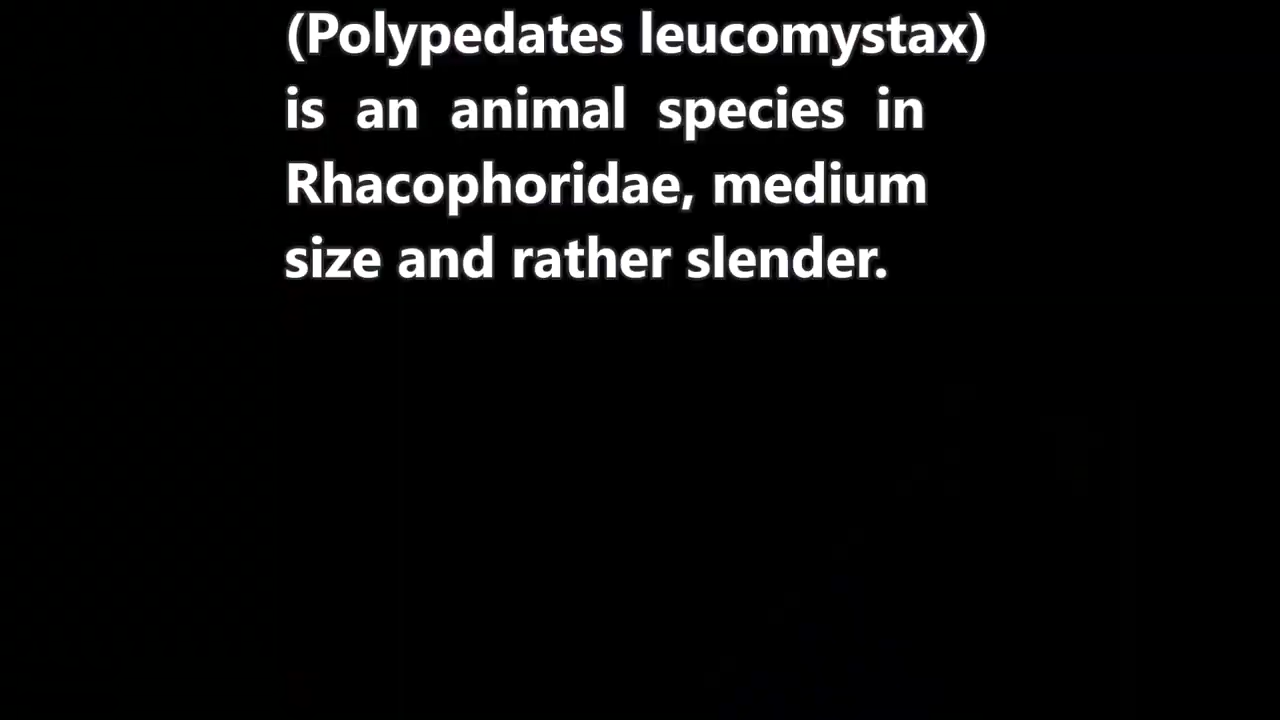 (Polypedates leucomystax)
is an animal species in
Rhacophoridae, medium
size and rather slender.